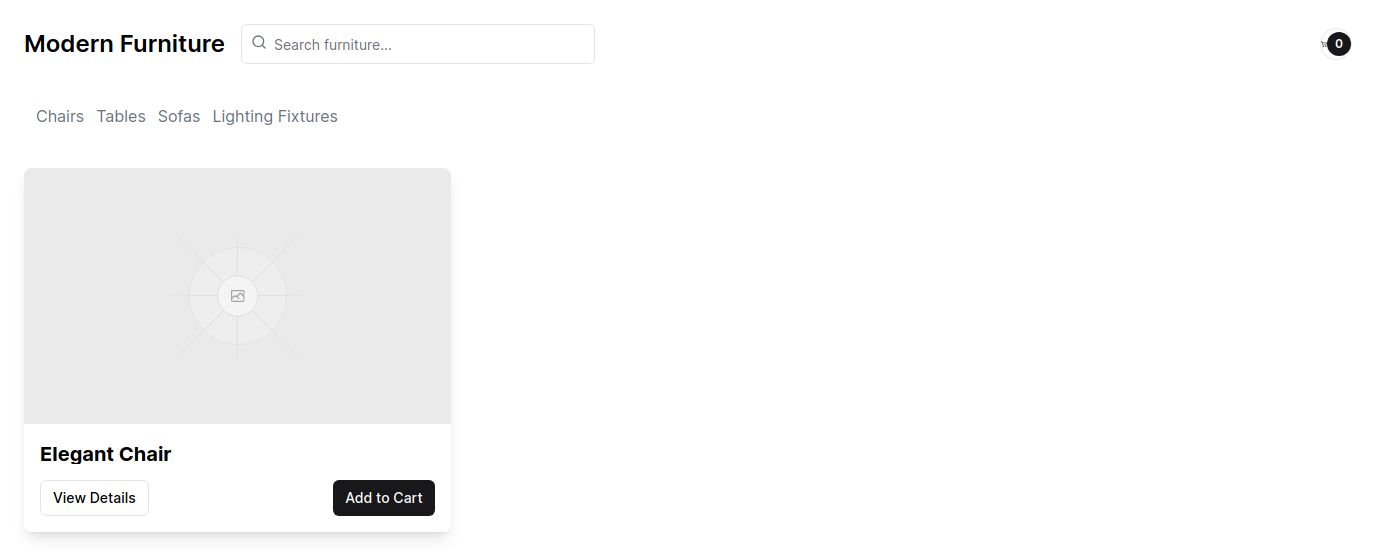 Modern Furniture
Search furniture...
0
Chairs Tables Sofas Lighting Fixtures
Elegant Chair
View Details
Add to Cart